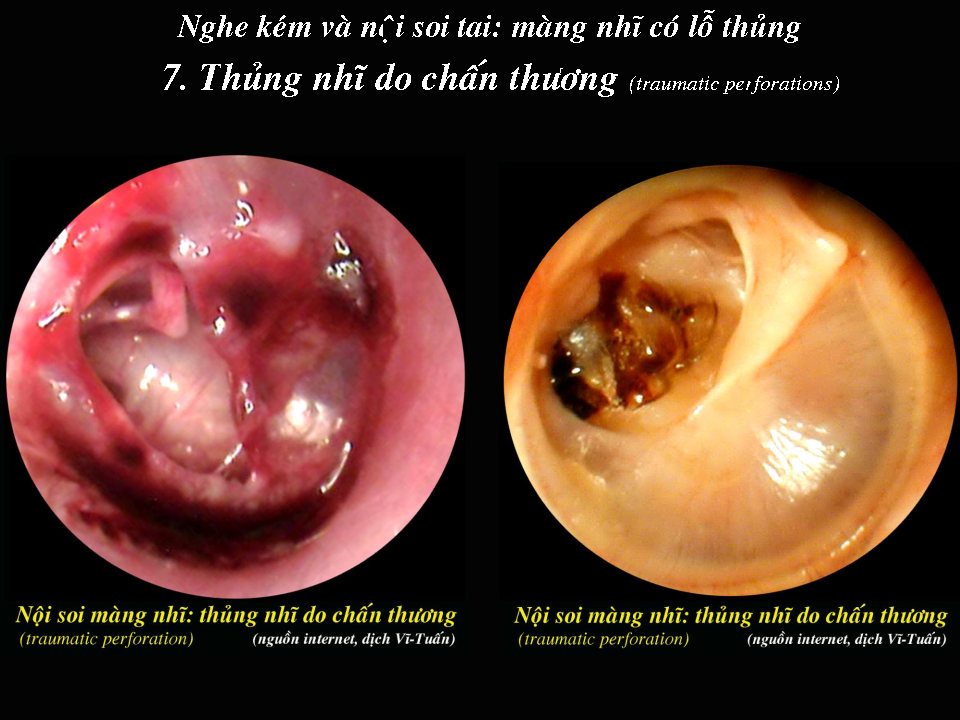 Nghe kém và nội soi tai: màng nhĩ có lỗ thủng
7. Thủng nhĩ do chấn thương (traumatic perforations)
Nội soi màng nhĩ: thủng nhĩ do chấn thương
(traumatic perforation) (nguồn internet, dịch Vĩ-Tuấn)
Nội soi màng nhĩ: thủng nhĩ do chấn thương
(traumatic perforation) (nguồn internet, dịch Vĩ-Tuấn)